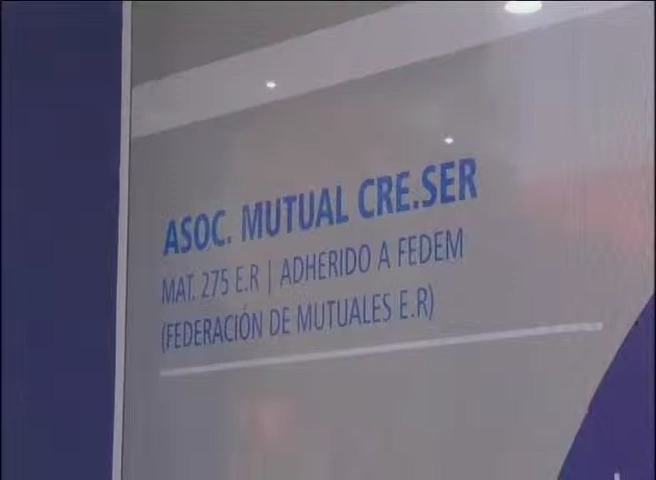 ASOC. MUTUAL CRE.SER
MAT. 275 E.R | ADHERIDO A FEDEM
(FEDERACIÓN DE MUTUALES E.R)